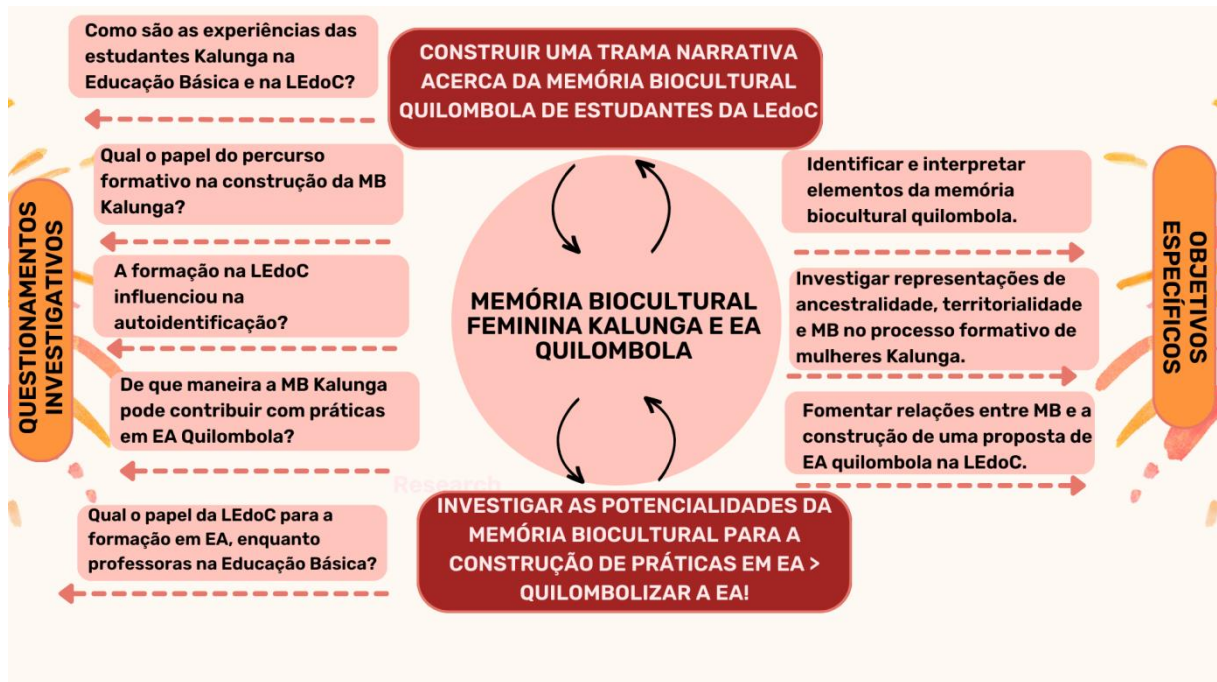 Como são as experiências das
estudantes Kalunga na
Educação Básica e na LEdoC?
Qual o papel do percurso
formativo na construção da MB
Kalunga?
A formação na LEdoC
influenciou na
autoidentificação?
De que maneira a MB Kalunga
pode contribuir com práticas
em EA Quilombola?
Qual o papel da LEdoC para a
formação em EA, enquanto
professoras na Educação Básica?
QUESTIONAMENTOS
INVESTIGATIVOS
CONSTRUIR UMA TRAMA NARRATIVA
ACERCA DA MEMÓRIA BIOCULTURAL
QUILOMBOLA DE ESTUDANTES DA LEdoC
MEMÓRIA BIOCULTURAL
FEMININA KALUNGA E EA
QUILOMBOLA
Research
INVESTIGAR AS POTENCIALIDADES DA
MEMÓRIA BIOCULTURAL PARA A
CONSTRUÇÃO DE PRÁTICAS EM EA >
QUILOMBOLIZAR A EA!
Identificar e interpretar
elementos da memória
biocultural quilombola.
Investigar representações de
ancestralidade, territorialidade
e MB no processo formativo de
mulheres Kalunga.
Fomentar relações entre MB e a
construção de uma proposta de
EA quilombola na LEdoC.
OBJETIVOS
ESPECÍFICOS